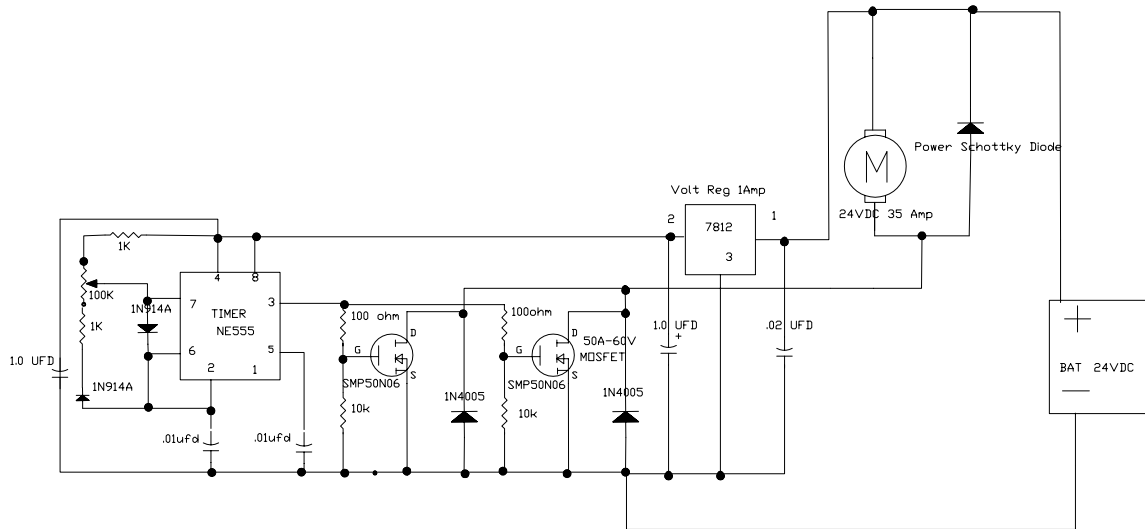 Power Schottky Diode
M
24VDC 35 Amp
Volt Reg 1Amp
2
7812
1
3
1K
4
8
100K
1N914A
7
TIMER
NE555
3
100 ohm
100ohm
1K
6
5
2
1
1.0 UFD
1N914A
G
D
S
SMP50N06
10k
1N4005
G
D
S
50A-60V
MOSFET
SMP50N06
10k
1N4005
1.0 UFD
+
.02 UFD
.01ufd
.01ufd
+
BAT 24VDC
-